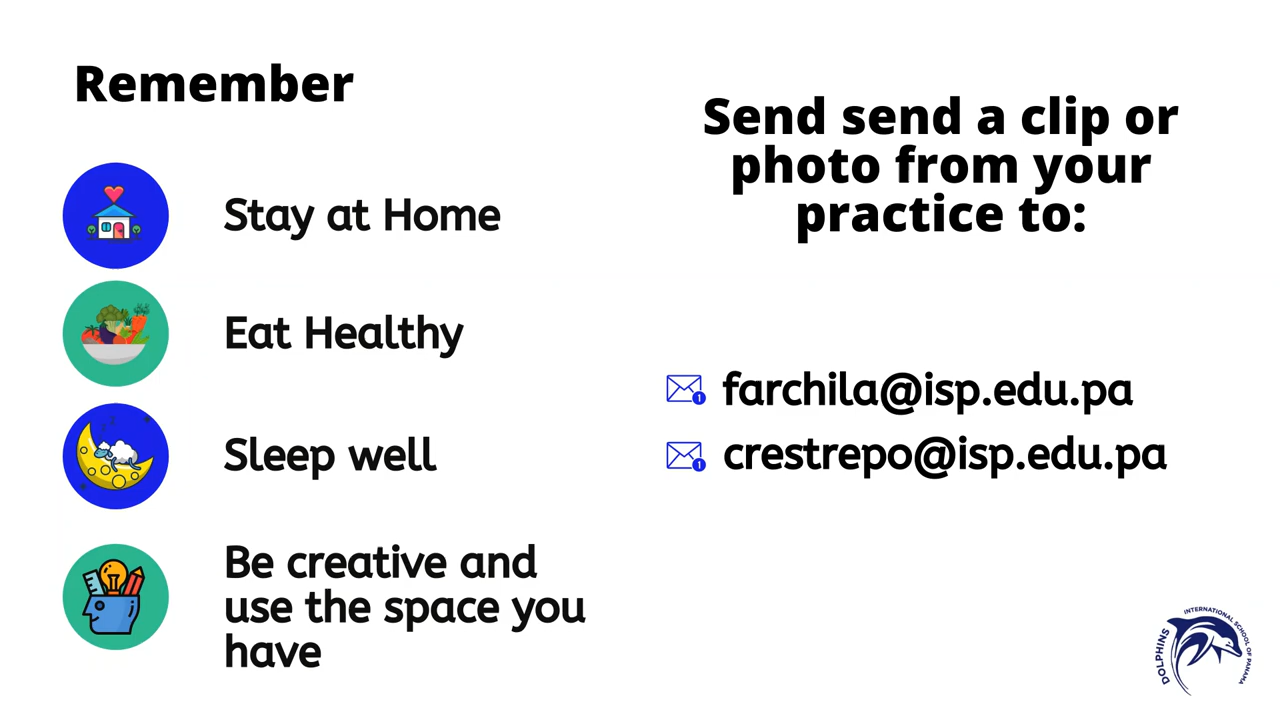 Remember
Stay at Home
Eat Healthy
Sleep well
Be creative and
use the space you
have
Send send a clip or
photo from your
practice to:
1 farchila@isp.edu.pa
1 crestrepo@isp.edu.pa
DOLPHINS
INTERNATIONAL SCHOOL OF PANAMA